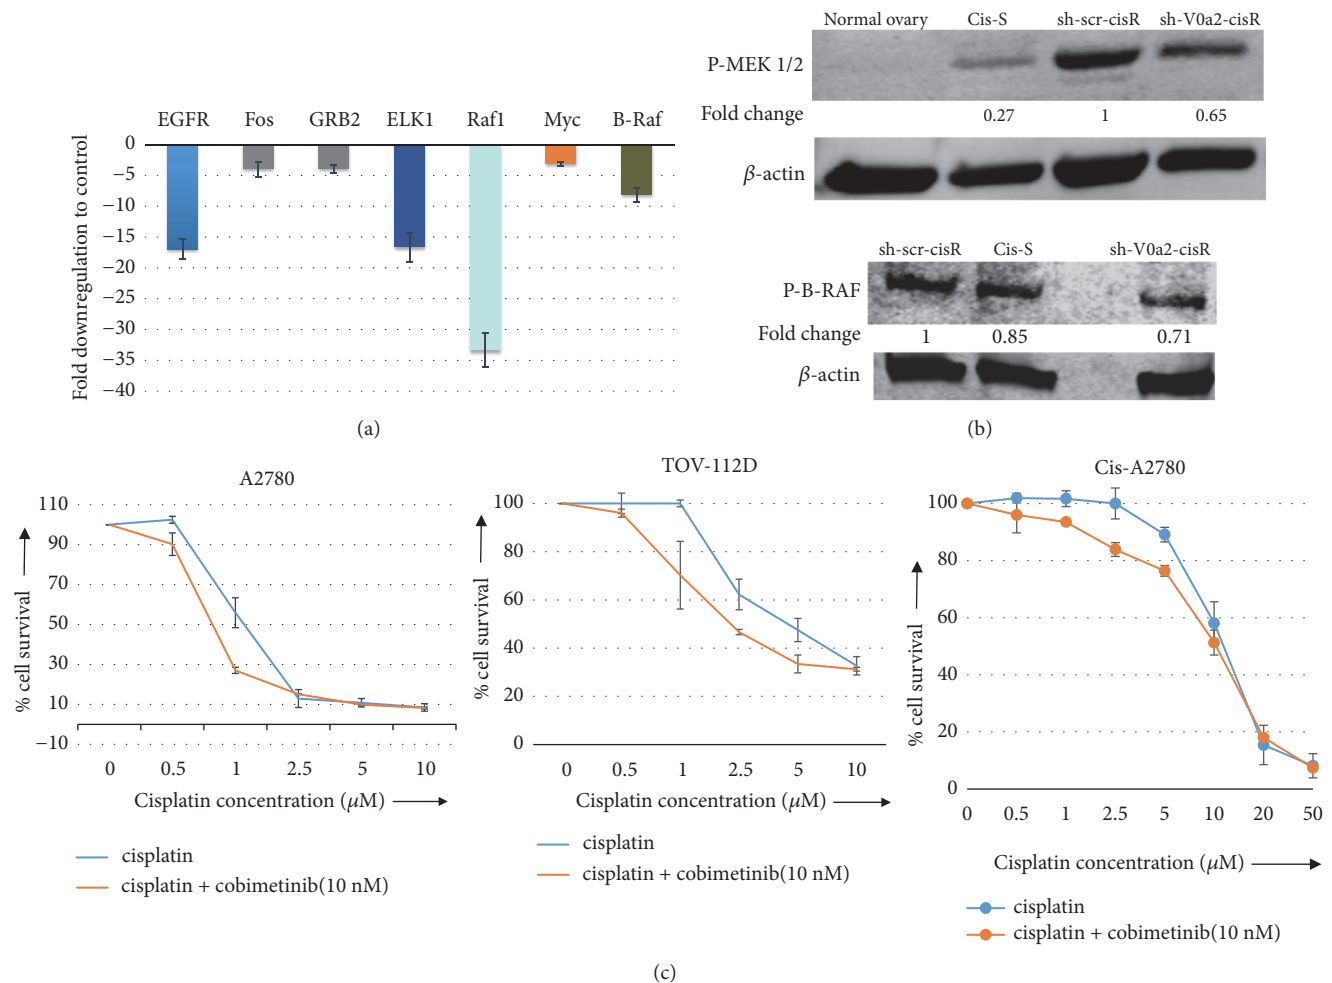 EGFR Fos GRB2 ELK1 Raf1 Myc B-Raf
Fold downregulation to control
0
−5
−10
−15
−20
−25
−30
−35
−40
(a)
Normal ovary Cis-S sh-scr-cisR sh-V0a2-cisR
P-MEK 1/2
Fold change 0.27 1 0.65
β-actin
sh-scr-cisR Cis-S sh-V0a2-cisR
P-B-RAF
Fold change 1 0.85 0.71
β-actin
(b)
A2780
% cell survival
110
90
70
50
30
10
−10
0 0.5 1 2.5 5 10
Cisplatin concentration (μM)
cisplatin
cisplatin + cobimetinib(10 nM)
TOV-112D
% cell survival
100
80
60
40
20
0
0 0.5 1 2.5 5 10
Cisplatin concentration (μM)
cisplatin
cisplatin + cobimetinib(10 nM)
Cis-A2780
% cell survival
100
80
60
40
20
0
0 0.5 1 2.5 5 10 20 50
Cisplatin concentration (μM)
cisplatin
cisplatin + cobimetinib(10 nM)
(c)